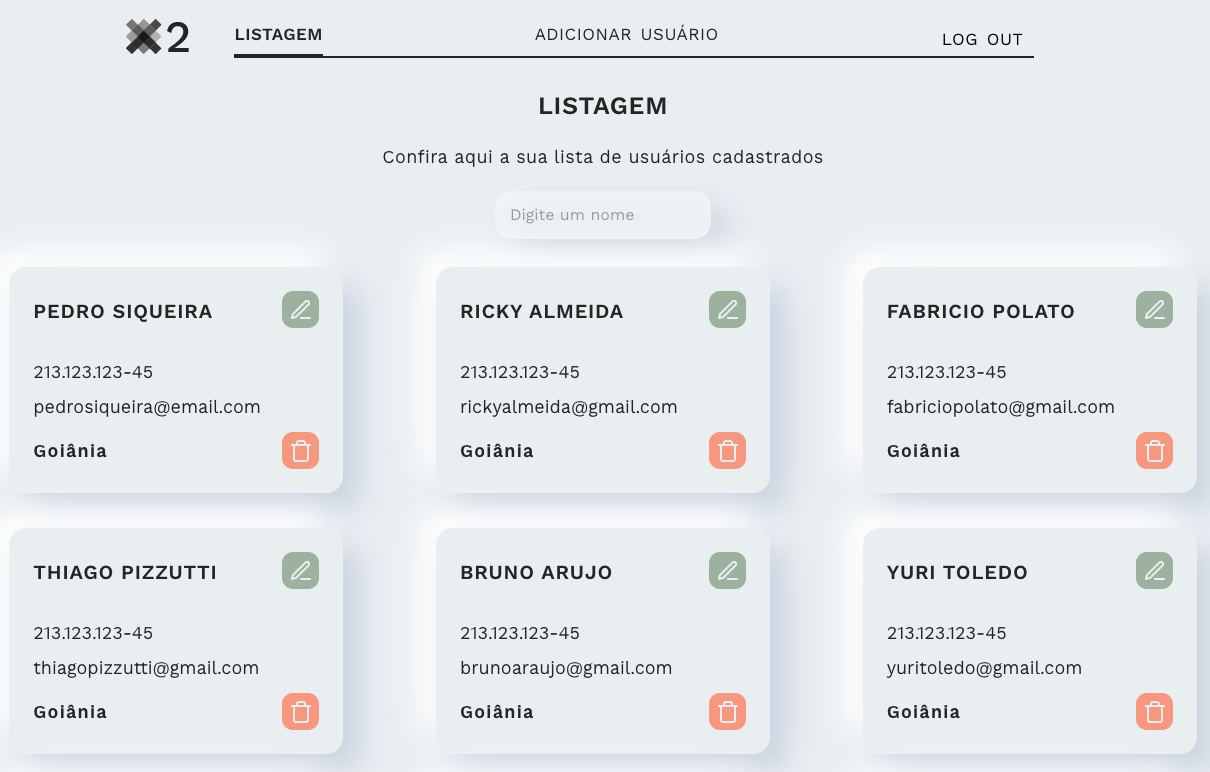 2
LISTAGEM
ADICIONAR USUÁRIO
LOG OUT
LISTAGEM
Confira aqui a sua lista de usuários cadastrados
Digite um nome
PEDRO SIQUEIRA
213.123.123-45
pedrosiqueira@email.com
Goiânia
RICKY ALMEIDA
213.123.123-45
rickyalmeida@gmail.com
Goiânia
FABRICIO POLATO
213.123.123-45
fabriciopolato@gmail.com
Goiânia
THIAGO PIZZUTTI
213.123.123-45
thiagopizzutti@gmail.com
Goiânia
BRUNO ARUJO
213.123.123-45
brunoaraujo@gmail.com
Goiânia
YURI TOLEDO
213.123.123-45
yuritoledo@gmail.com
Goiânia